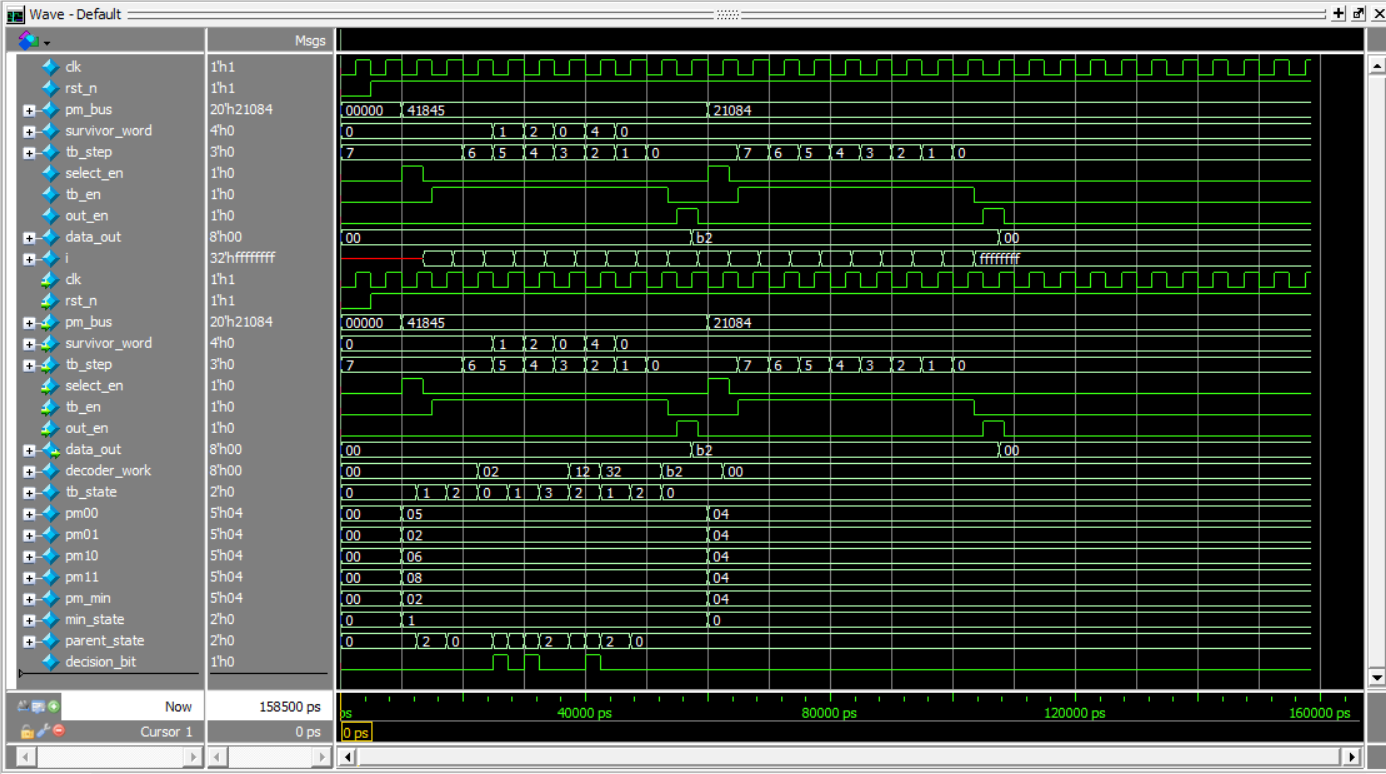 Wave - Default
Msgs
clk 1'h1
rst_n 1'h1
pm_bus 20'h21084 00000 41845 21084
survivor_word 4'h0 0 1 2 0 4 0
tb_step 3'h0 7 6 5 4 3 2 1 0 7 6 5 4 3 2 1 0
select_en 1'h0
tb_en 1'h0
out_en 1'h0
data_out 8'h00 00 b2 00
i 32'hffffffff ffffffff
clk 1'h1
rst_n 1'h1
pm_bus 20'h21084 00000 41845 21084
survivor_word 4'h0 0 1 2 0 4 0
tb_step 3'h0 7 6 5 4 3 2 1 0 7 6 5 4 3 2 1 0
select_en 1'h0
tb_en 1'h0
out_en 1'h0
data_out 8'h00 00 b2 00
decoder_work 8'h00 00 02 12 32 b2 00
tb_state 2'h0 0 1 2 0 1 3 2 1 2 0
pm00 5'h04 00 05 04
pm01 5'h04 00 02 04
pm10 5'h04 00 06 04
pm11 5'h04 00 08 04
pm_min 5'h04 00 02 04
min_state 2'h0 0 1 0
parent_state 2'h0 0 2 0 2 2 0
decision_bit 1'h0
Now 158500 ps ps 40000 ps 80000 ps 120000 ps 160000 ps
Cursor 1 0 ps 0 ps